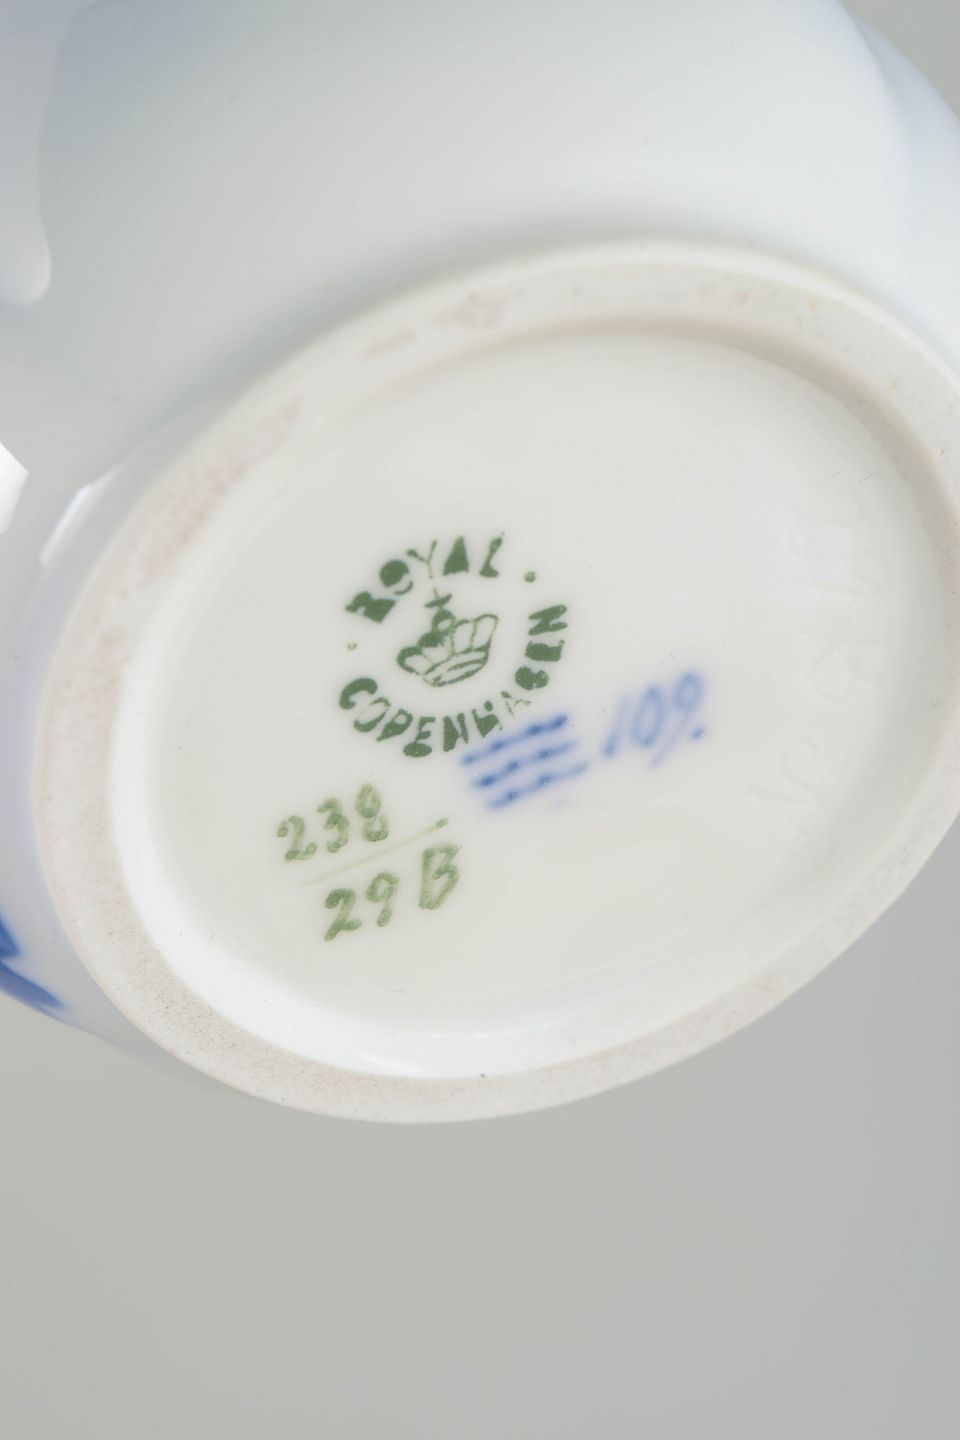 ROYAL
COPENHAGEN
109.
238
29B